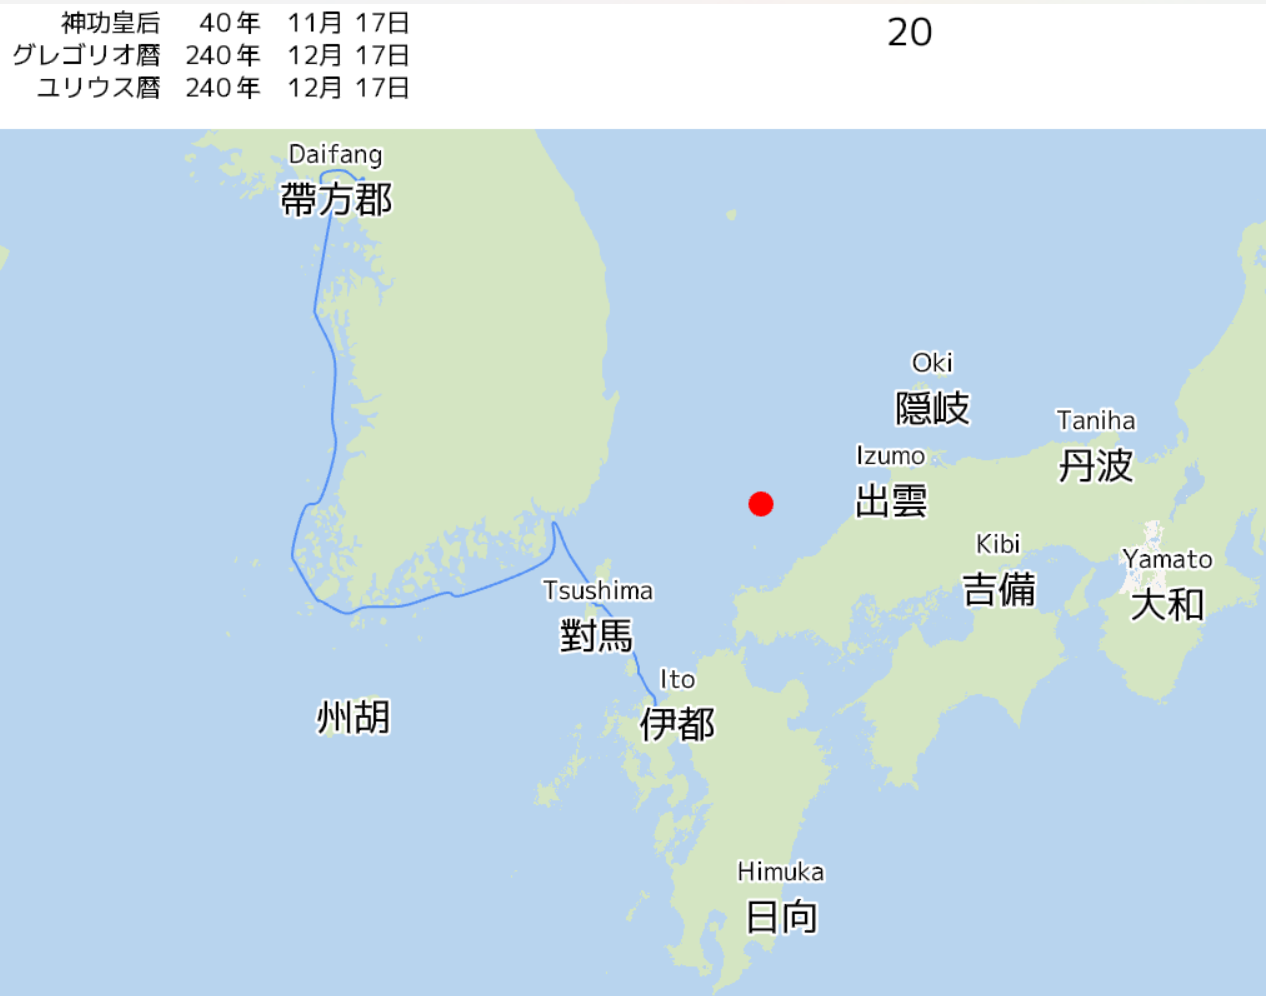 神功皇后 40年 11月 17日
グレゴリオ暦 240年 12月 17日
ユリウス暦 240年 12月 17日
20
Daifang
帶方郡
Oki
隠岐
Taniha
丹波
Izumo
出雲
Kibi
吉備
Yamato
大和
Tsushima
對馬
Ito
伊都
州胡
Himuka
日向